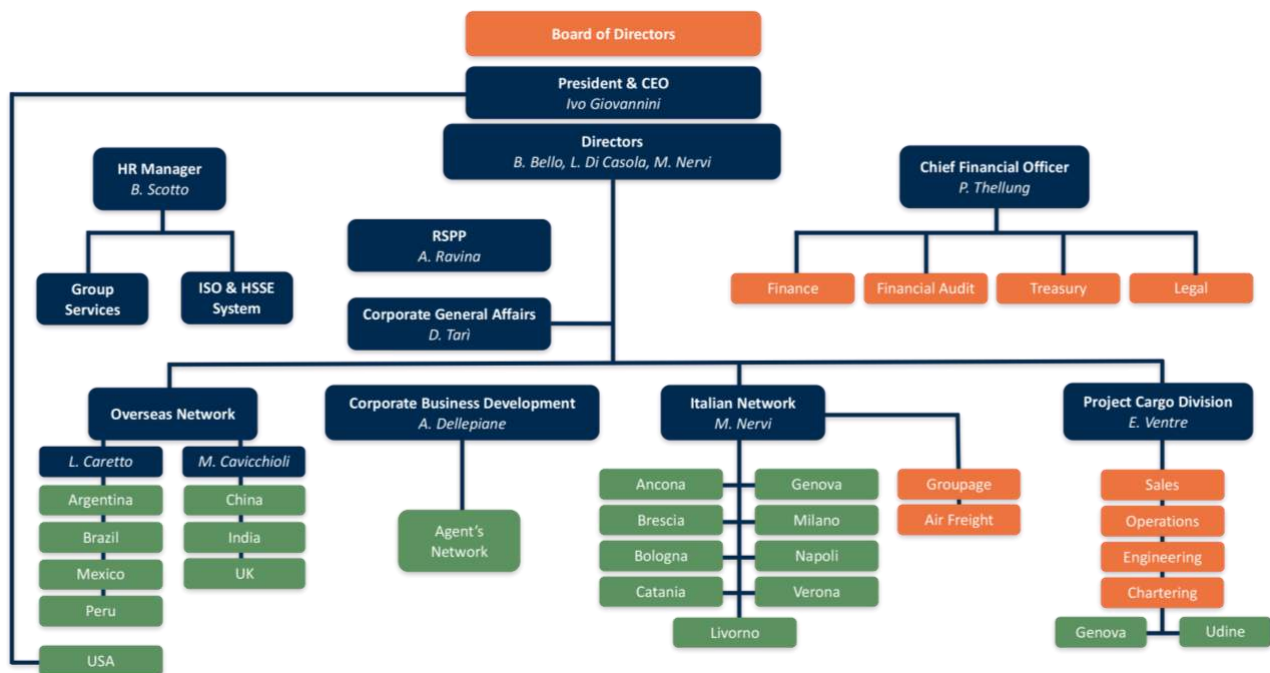 Board of Directors
President & CEO
Ivo Giovannini
Directors
B. Bello, L. Di Casola, M. Nervi
HR Manager
B. Scotto
Chief Financial Officer
P. Thellung
RSPP
A. Ravina
Group
Services
ISO & HSSE
System
Finance
Financial Audit
Treasury
Legal
Corporate General Affairs
D. Tarì
Overseas Network
Corporate Business Development
A. Dellepiane
Italian Network
M. Nervi
Project Cargo Division
E. Ventre
L. Caretto
M. Cavicchioli
Argentina
Brazil
Mexico
Peru
China
India
UK
USA
Agent's
Network
Ancona
Genova
Brescia
Milano
Bologna
Napoli
Catania
Verona
Livorno
Groupage
Air Freight
Sales
Operations
Engineering
Chartering
Genova
Udine